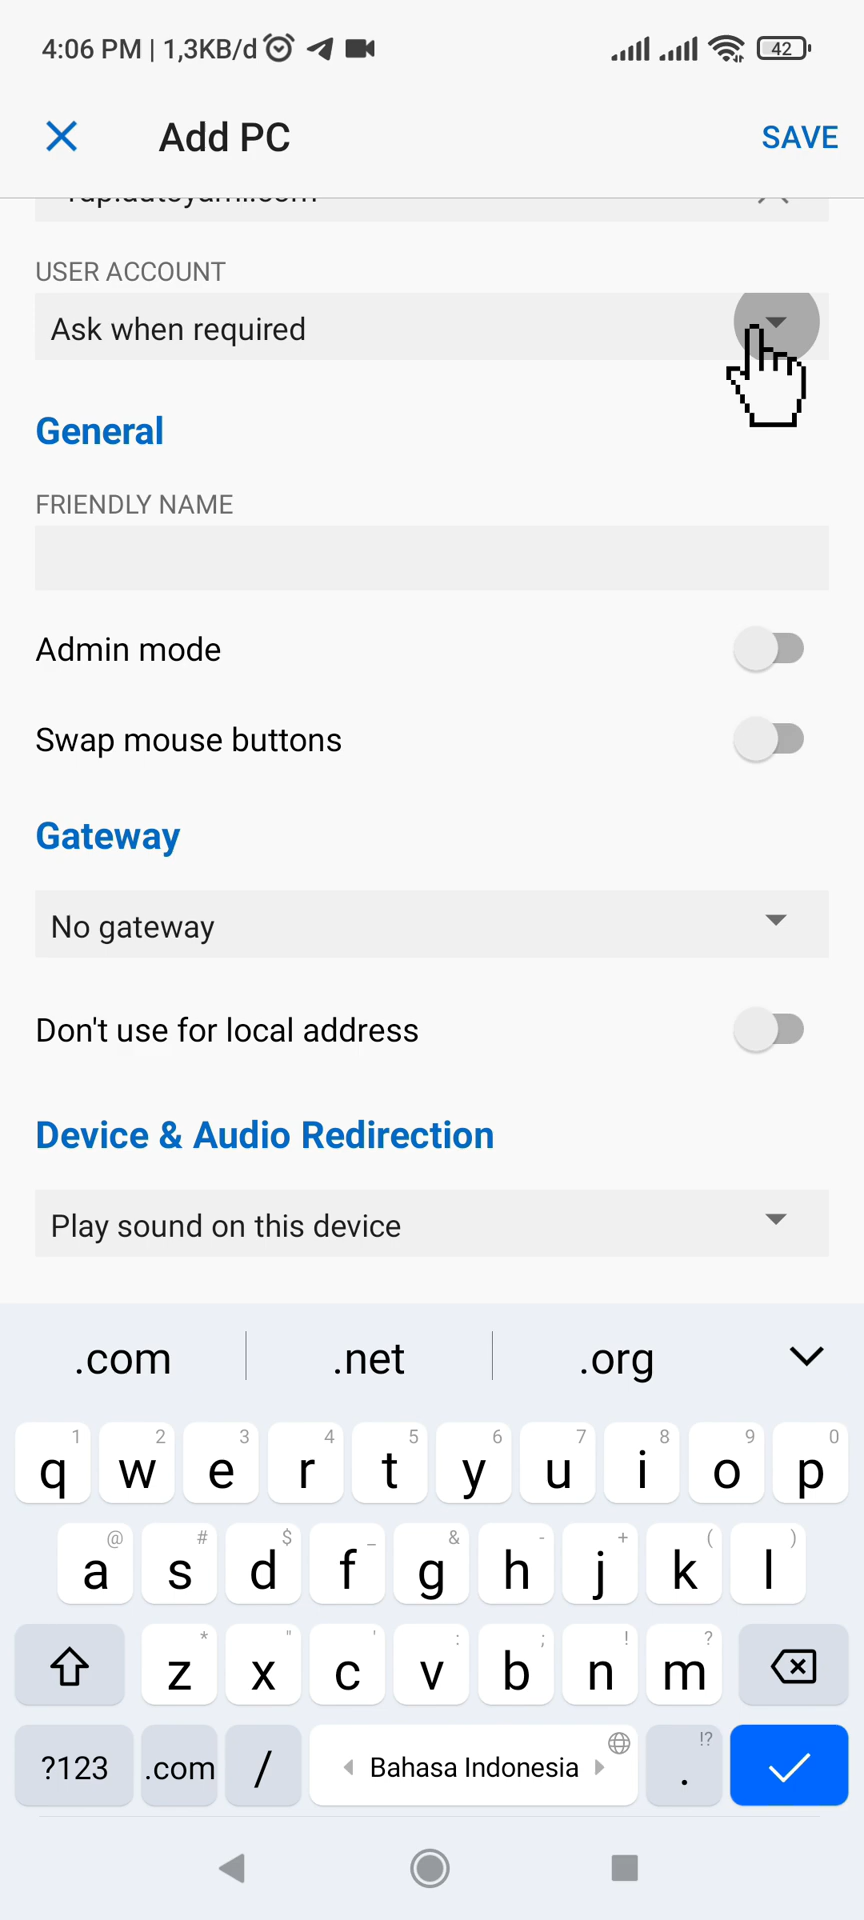 4:06 PM | 1,3KB/d
42
Add PC
SAVE
USER ACCOUNT
Ask when required
General
FRIENDLY NAME
Admin mode
Swap mouse buttons
Gateway
No gateway
Don't use for local address
Device & Audio Redirection
Play sound on this device
.com .net .org
1 2 3 4 5 6 7 8 9 0
q w e r t y u i o p
@ # $ _ & - + ( )
a s d f g h j k l
* " ' : ; ! ?
z x c v b n m
!?
?123 .com / Bahasa Indonesia .